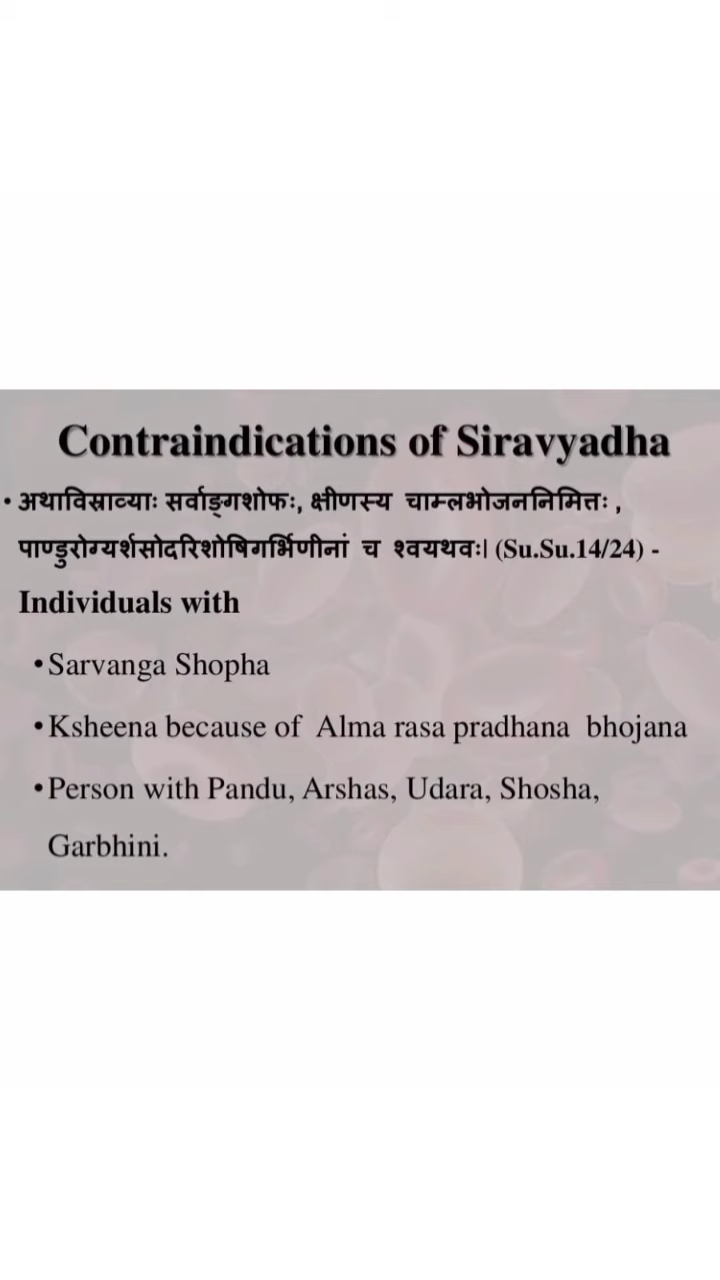 Contraindications of Siravyadha
• अथाविस्राव्याः सर्वाङ्गशोफः, क्षीणस्य चाम्लभोजननिमित्तः ,
पाण्डुरोग्यर्शसोदरिशोषिगर्भिणीनां च श्वयथवः| (Su.Su.14/24) -
Individuals with
• Sarvanga Shopha
• Ksheena because of Alma rasa pradhana bhojana
• Person with Pandu, Arshas, Udara, Shosha,
Garbhini.